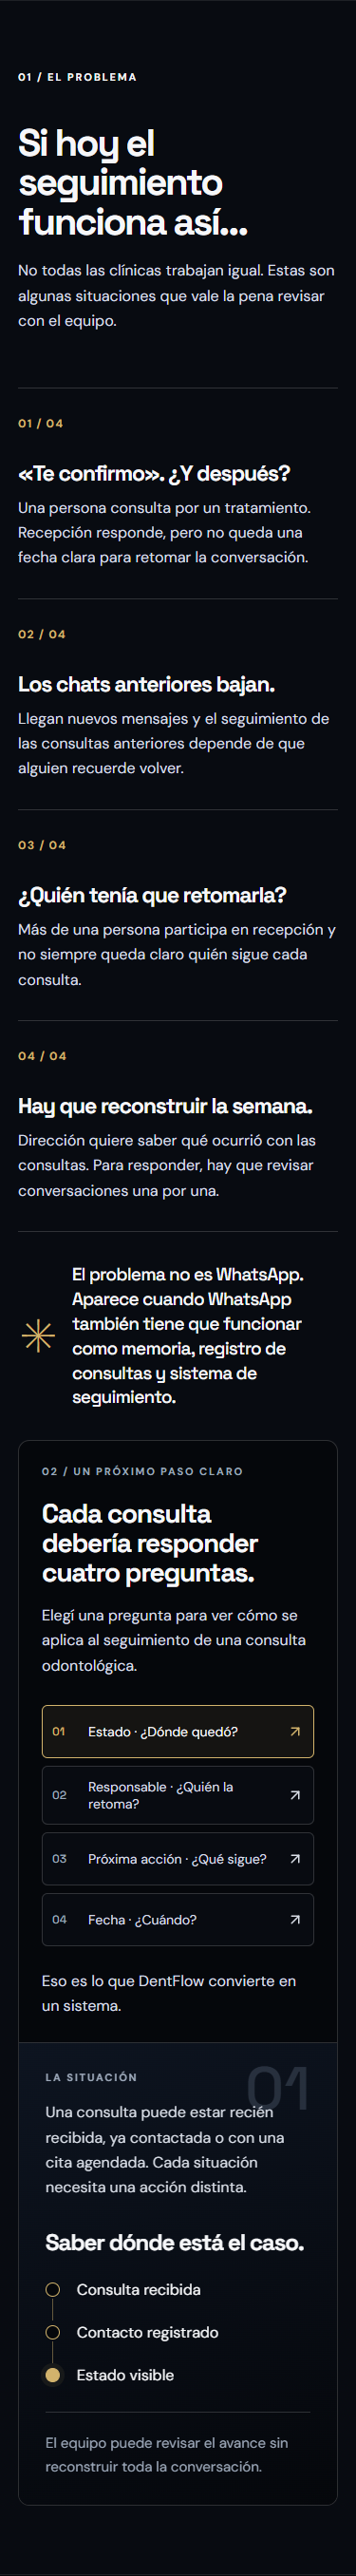 01 / EL PROBLEMA
Si hoy el
seguimiento
funciona así...
No todas las clínicas trabajan igual. Estas son
algunas situaciones que vale la pena revisar
con el equipo.
01 / 04
«Te confirmo». ¿Y después?
Una persona consulta por un tratamiento.
Recepción responde, pero no queda una
fecha clara para retomar la conversación.
02 / 04
Los chats anteriores bajan.
Llegan nuevos mensajes y el seguimiento de
las consultas anteriores depende de que
alguien recuerde volver.
03 / 04
¿Quién tenía que retomarla?
Más de una persona participa en recepción y
no siempre queda claro quién sigue cada
consulta.
04 / 04
Hay que reconstruir la semana.
Dirección quiere saber qué ocurrió con las
consultas. Para responder, hay que revisar
conversaciones una por una.
El problema no es WhatsApp.
Aparece cuando WhatsApp
también tiene que funcionar
como memoria, registro de
consultas y sistema de
seguimiento.
02 / UN PRÓXIMO PASO CLARO
Cada consulta
debería responder
cuatro preguntas.
Elegí una pregunta para ver cómo se
aplica al seguimiento de una consulta
odontológica.
01 Estado · ¿Dónde quedó?
02 Responsable · ¿Quién la
retoma?
03 Próxima acción · ¿Qué sigue?
04 Fecha · ¿Cuándo?
Eso es lo que DentFlow convierte en
un sistema.
LA SITUACIÓN
01
Una consulta puede estar recién
recibida, ya contactada o con una
cita agendada. Cada situación
necesita una acción distinta.
Saber dónde está el caso.
Consulta recibida
Contacto registrado
Estado visible
El equipo puede revisar el avance sin
reconstruir toda la conversación.